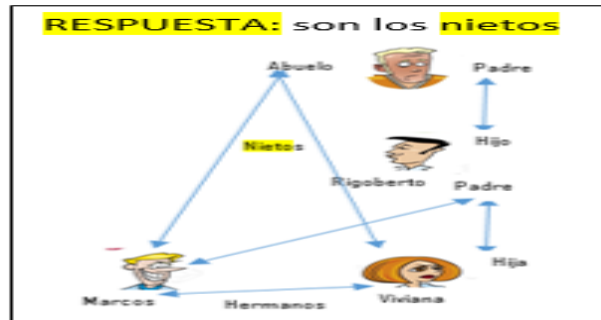 RESPUESTA: son los nietos
Abuelo Padre
Nietos Hijo
Rigoberto Padre
Hija
Marcos Hermanos Viviana